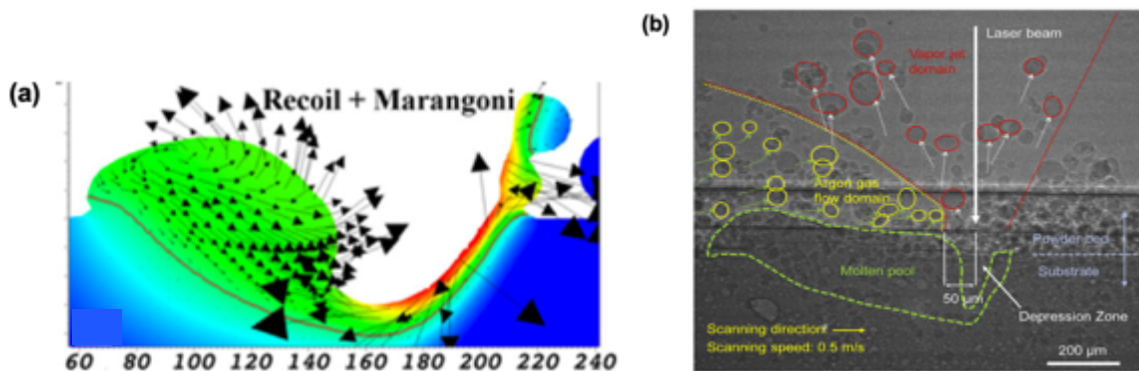 (a)
Recoil + Marangoni
60 80 100 120 140 160 180 200 220 240
(b)
Laser beam
Vapor jet
domain
Argon gas
flow domain
Powder bed
Substrate
Molten pool
50 μm
Depression Zone
Scanning direction
Scanning speed: 0.5 m/s
200 μm